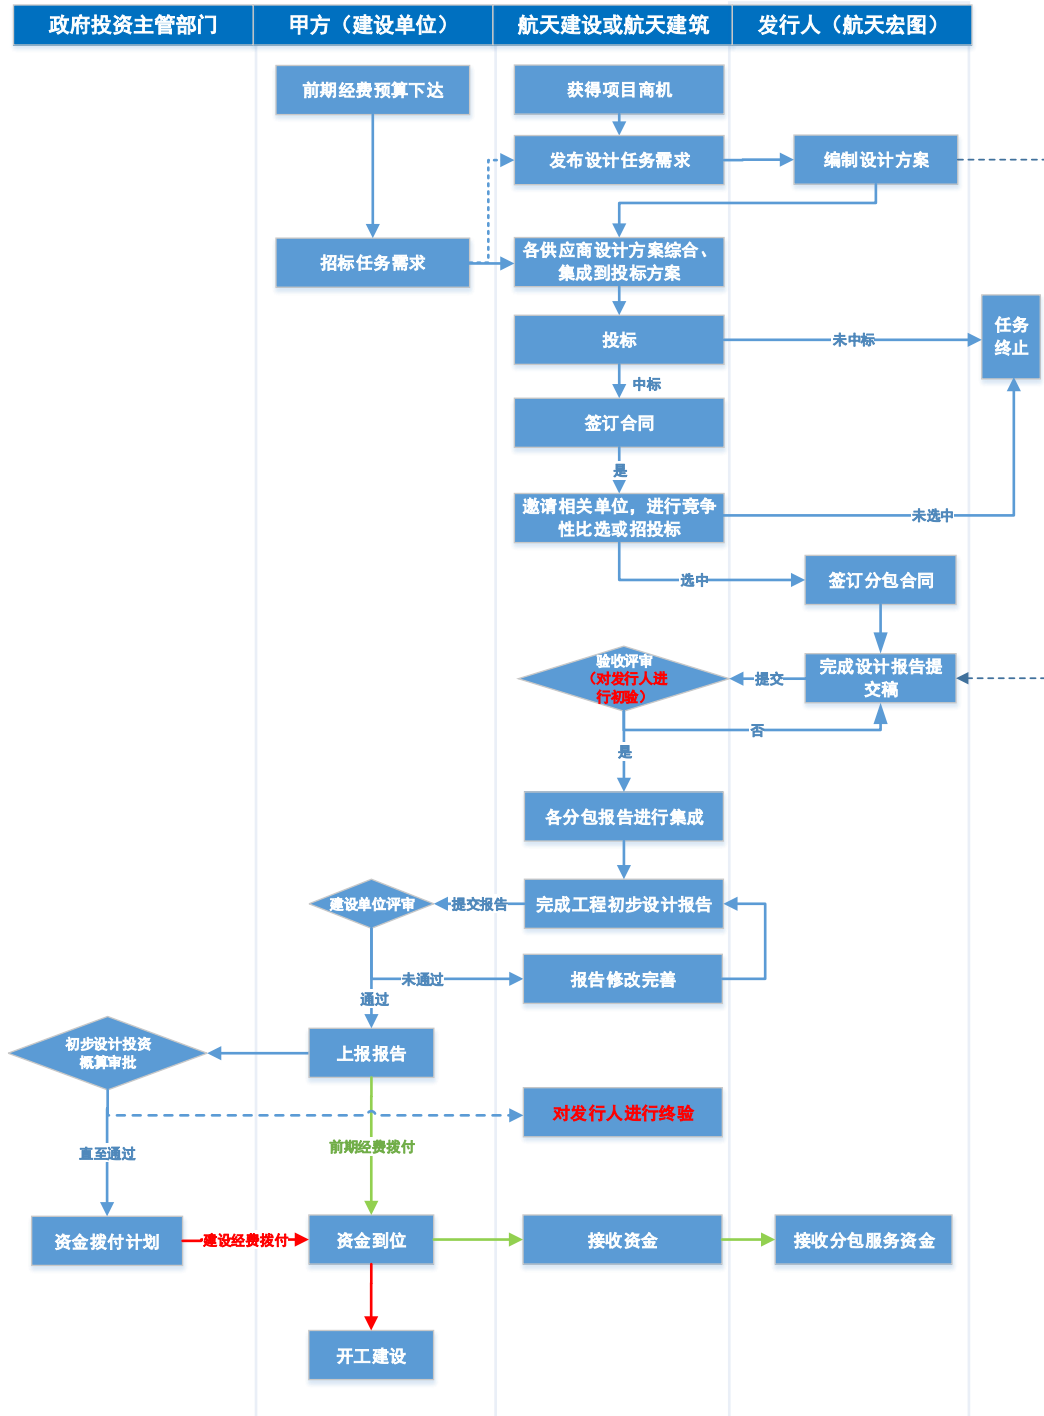 政府投资主管部门
甲方（建设单位）
航天建设或航天建筑
发行人（航天宏图）
前期经费预算下达
获得项目商机
发布设计任务需求
编制设计方案
招标任务需求
各供应商设计方案综合、
集成到投标方案
任务
终止
投标
未中标
中标
签订合同
是
邀请相关单位，进行竞争
性比选或招投标
未选中
选中
签订分包合同
验收评审
（对发行人进
行初验）
提交
完成设计报告提
交稿
否
是
各分包报告进行集成
建设单位评审
提交报告
完成工程初步设计报告
未通过
报告修改完善
通过
初步设计投资
概算审批
上报报告
对发行人进行终验
前期经费拨付
直至通过
资金拨付计划
建设经费拨付
资金到位
接收资金
接收分包服务资金
开工建设